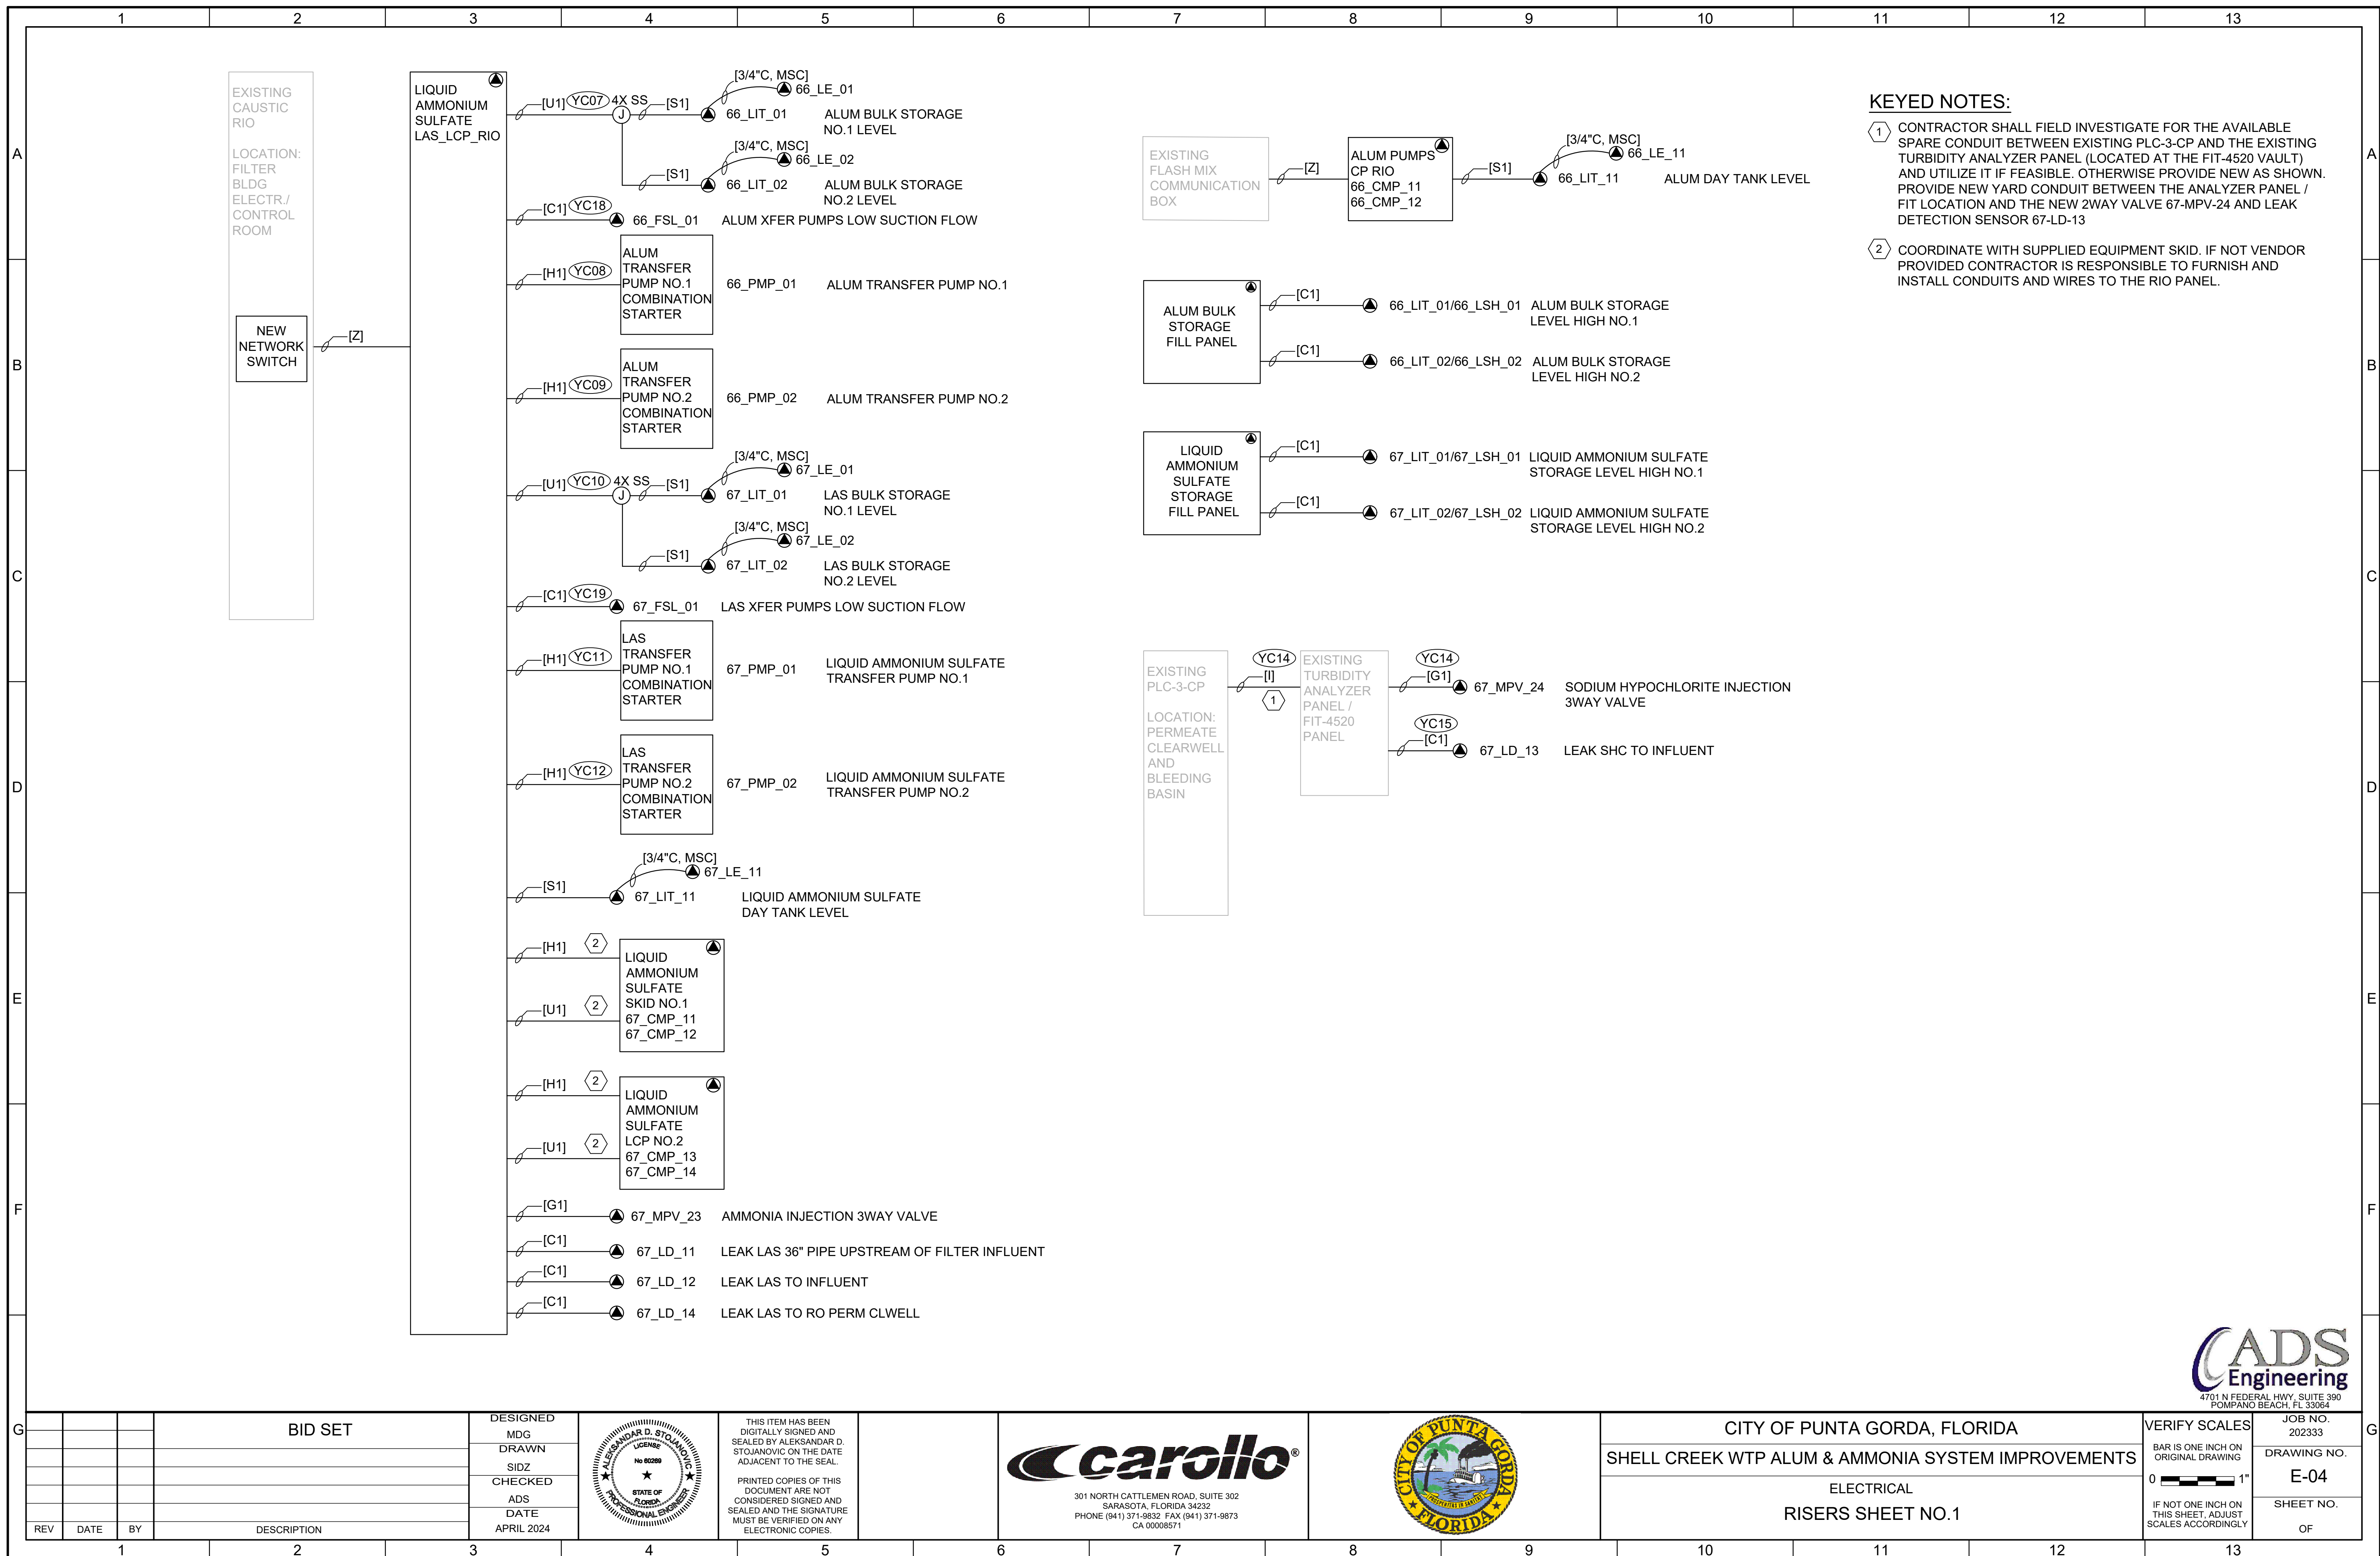 1 2 3 4 5 6 7 8 9 10 11 12 13
A
B
C
D
E
F
G
EXISTING
CAUSTIC
RIO
LOCATION:
FILTER
BLDG
ELECTR./
CONTROL
ROOM
NEW
NETWORK
SWITCH
[Z]
LIQUID
AMMONIUM
SULFATE
LAS_LCP_RIO
[U1] YC07 4X SS [S1]
J
[3/4"C, MSC]
66_LE_01
66_LIT_01 ALUM BULK STORAGE
NO.1 LEVEL
[3/4"C, MSC]
66_LE_02
[S1]
66_LIT_02 ALUM BULK STORAGE
NO.2 LEVEL
[C1] YC18
66_FSL_01 ALUM XFER PUMPS LOW SUCTION FLOW
[H1] YC08
ALUM
TRANSFER
PUMP NO.1
COMBINATION
STARTER
66_PMP_01 ALUM TRANSFER PUMP NO.1
[H1] YC09
ALUM
TRANSFER
PUMP NO.2
COMBINATION
STARTER
66_PMP_02 ALUM TRANSFER PUMP NO.2
[U1] YC10 4X SS [S1]
J
[3/4"C, MSC]
67_LE_01
67_LIT_01 LAS BULK STORAGE
NO.1 LEVEL
[3/4"C, MSC]
67_LE_02
[S1]
67_LIT_02 LAS BULK STORAGE
NO.2 LEVEL
[C1] YC19
67_FSL_01 LAS XFER PUMPS LOW SUCTION FLOW
[H1] YC11
LAS
TRANSFER
PUMP NO.1
COMBINATION
STARTER
67_PMP_01 LIQUID AMMONIUM SULFATE
TRANSFER PUMP NO.1
[H1] YC12
LAS
TRANSFER
PUMP NO.2
COMBINATION
STARTER
67_PMP_02 LIQUID AMMONIUM SULFATE
TRANSFER PUMP NO.2
[3/4"C, MSC]
67_LE_11
[S1]
67_LIT_11 LIQUID AMMONIUM SULFATE
DAY TANK LEVEL
[H1] 2
[U1] 2
LIQUID
AMMONIUM
SULFATE
SKID NO.1
67_CMP_11
67_CMP_12
[H1] 2
[U1] 2
LIQUID
AMMONIUM
SULFATE
LCP NO.2
67_CMP_13
67_CMP_14
[G1]
67_MPV_23 AMMONIA INJECTION 3WAY VALVE
[C1]
67_LD_11 LEAK LAS 36" PIPE UPSTREAM OF FILTER INFLUENT
[C1]
67_LD_12 LEAK LAS TO INFLUENT
[C1]
67_LD_14 LEAK LAS TO RO PERM CLWELL
EXISTING
FLASH MIX
COMMUNICATION
BOX
[Z]
ALUM PUMPS
CP RIO
66_CMP_11
66_CMP_12
[S1]
[3/4"C, MSC]
66_LE_11
66_LIT_11 ALUM DAY TANK LEVEL
ALUM BULK
STORAGE
FILL PANEL
[C1]
66_LIT_01/66_LSH_01 ALUM BULK STORAGE
LEVEL HIGH NO.1
[C1]
66_LIT_02/66_LSH_02 ALUM BULK STORAGE
LEVEL HIGH NO.2
LIQUID
AMMONIUM
SULFATE
STORAGE
FILL PANEL
[C1]
67_LIT_01/67_LSH_01 LIQUID AMMONIUM SULFATE
STORAGE LEVEL HIGH NO.1
[C1]
67_LIT_02/67_LSH_02 LIQUID AMMONIUM SULFATE
STORAGE LEVEL HIGH NO.2
EXISTING
PLC-3-CP
LOCATION:
PERMEATE
CLEARWELL
AND
BLEEDING
BASIN
YC14
[I]
1
EXISTING
TURBIDITY
ANALYZER
PANEL /
FIT-4520
PANEL
YC14
[G1]
67_MPV_24 SODIUM HYPOCHLORITE INJECTION
3WAY VALVE
YC15
[C1]
67_LD_13 LEAK SHC TO INFLUENT
KEYED NOTES:
1 CONTRACTOR SHALL FIELD INVESTIGATE FOR THE AVAILABLE
SPARE CONDUIT BETWEEN EXISTING PLC-3-CP AND THE EXISTING
TURBIDITY ANALYZER PANEL (LOCATED AT THE FIT-4520 VAULT)
AND UTILIZE IT IF FEASIBLE. OTHERWISE PROVIDE NEW AS SHOWN.
PROVIDE NEW YARD CONDUIT BETWEEN THE ANALYZER PANEL /
FIT LOCATION AND THE NEW 2WAY VALVE 67-MPV-24 AND LEAK
DETECTION SENSOR 67-LD-13
2 COORDINATE WITH SUPPLIED EQUIPMENT SKID. IF NOT VENDOR
PROVIDED CONTRACTOR IS RESPONSIBLE TO FURNISH AND
INSTALL CONDUITS AND WIRES TO THE RIO PANEL.
ADS
Engineering
4701 N FEDERAL HWY, SUITE 390
POMPANO BEACH, FL 33064
BID SET
REV DATE BY DESCRIPTION
DESIGNED
MDG
DRAWN
SIDZ
CHECKED
ADS
DATE
APRIL 2024
ALEKSANDAR D. STOJANOVIC
LICENSE
No 60269
STATE OF
FLORIDA
PROFESSIONAL ENGINEER
THIS ITEM HAS BEEN
DIGITALLY SIGNED AND
SEALED BY ALEKSANDAR D.
STOJANOVIC ON THE DATE
ADJACENT TO THE SEAL.
PRINTED COPIES OF THIS
DOCUMENT ARE NOT
CONSIDERED SIGNED AND
SEALED AND THE SIGNATURE
MUST BE VERIFIED ON ANY
ELECTRONIC COPIES.
carollo®
301 NORTH CATTLEMEN ROAD, SUITE 302
SARASOTA, FLORIDA 34232
PHONE (941) 371-9832 FAX (941) 371-9873
CA 00008571
CITY OF PUNTA GORDA
FLORIDA
CITY OF PUNTA GORDA, FLORIDA
SHELL CREEK WTP ALUM & AMMONIA SYSTEM IMPROVEMENTS
ELECTRICAL
RISERS SHEET NO.1
VERIFY SCALES
BAR IS ONE INCH ON
ORIGINAL DRAWING
0 1"
IF NOT ONE INCH ON
THIS SHEET, ADJUST
SCALES ACCORDINGLY
JOB NO.
202333
DRAWING NO.
E-04
SHEET NO.
OF
1 2 3 4 5 6 7 8 9 10 11 12 13